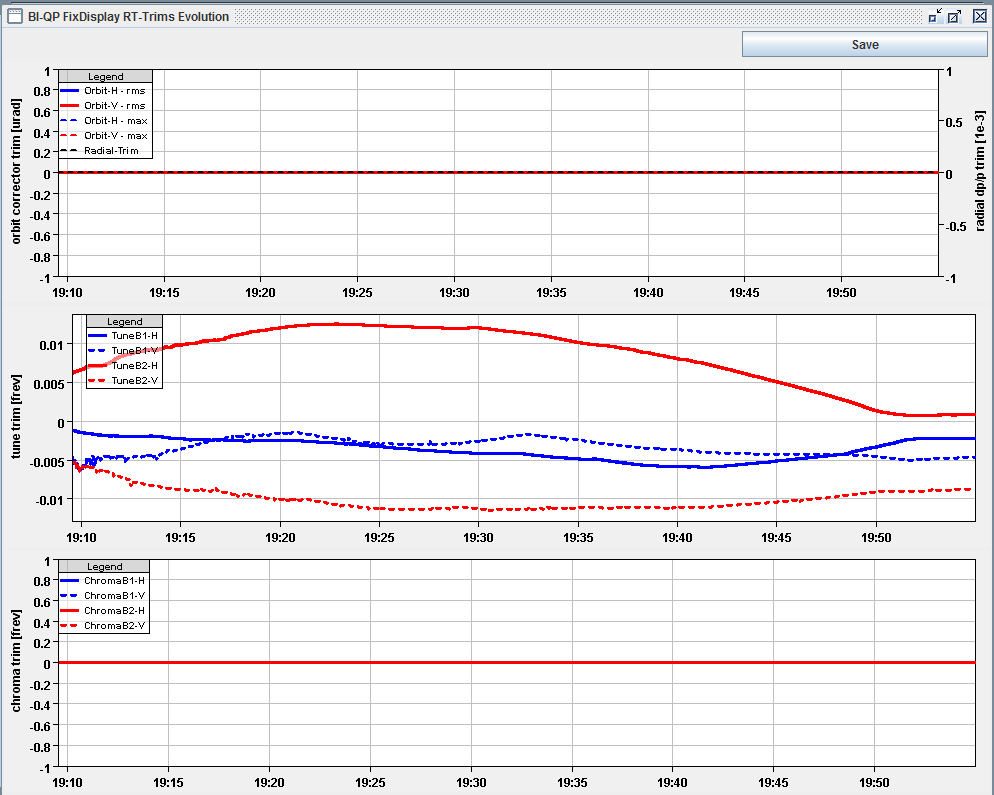 BI-QP FixDisplay RT-Trims Evolution
Save
Legend
Orbit-H - rms
Orbit-V - rms
Orbit-H - max
Orbit-V - max
Radial-Trim
orbit corrector trim [urad]
1
0.8
0.6
0.4
0.2
0
-0.2
-0.4
-0.6
-0.8
-1
1
0.5
0
-0.5
-1
radial dp/p trim [1e-3]
19:10 19:15 19:20 19:25 19:30 19:35 19:40 19:45 19:50
Legend
TuneB1-H
TuneB1-V
TuneB2-H
TuneB2-V
tune trim [frev]
0.01
0.005
0
-0.005
-0.01
19:10 19:15 19:20 19:25 19:30 19:35 19:40 19:45 19:50
Legend
ChromaB1-H
ChromaB1-V
ChromaB2-H
ChromaB2-V
chroma trim [frev]
1
0.8
0.6
0.4
0.2
0
-0.2
-0.4
-0.6
-0.8
-1
19:10 19:15 19:20 19:25 19:30 19:35 19:40 19:45 19:50